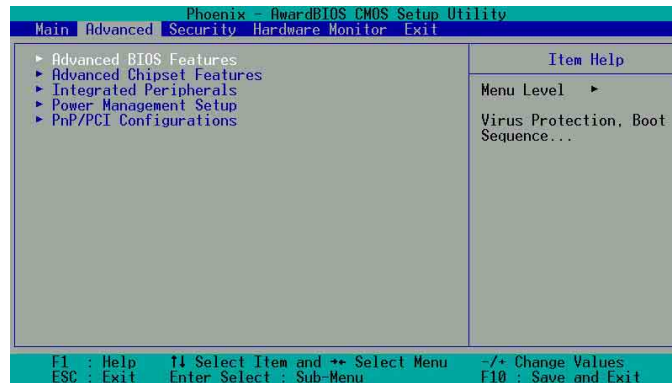 Phoenix - AwardBIOS CMOS Setup Utility
Main Advanced Security Hardware Monitor Exit
▸ Advanced BIOS Features
▸ Advanced Chipset Features
▸ Integrated Peripherals
▸ Power Management Setup
▸ PnP/PCI Configurations
Item Help
Menu Level ▸
Virus Protection, Boot
Sequence...
F1 : Help ↑↓ Select Item and →← Select Menu -/+ Change Values
ESC : Exit Enter Select : Sub-Menu F10 : Save and Exit